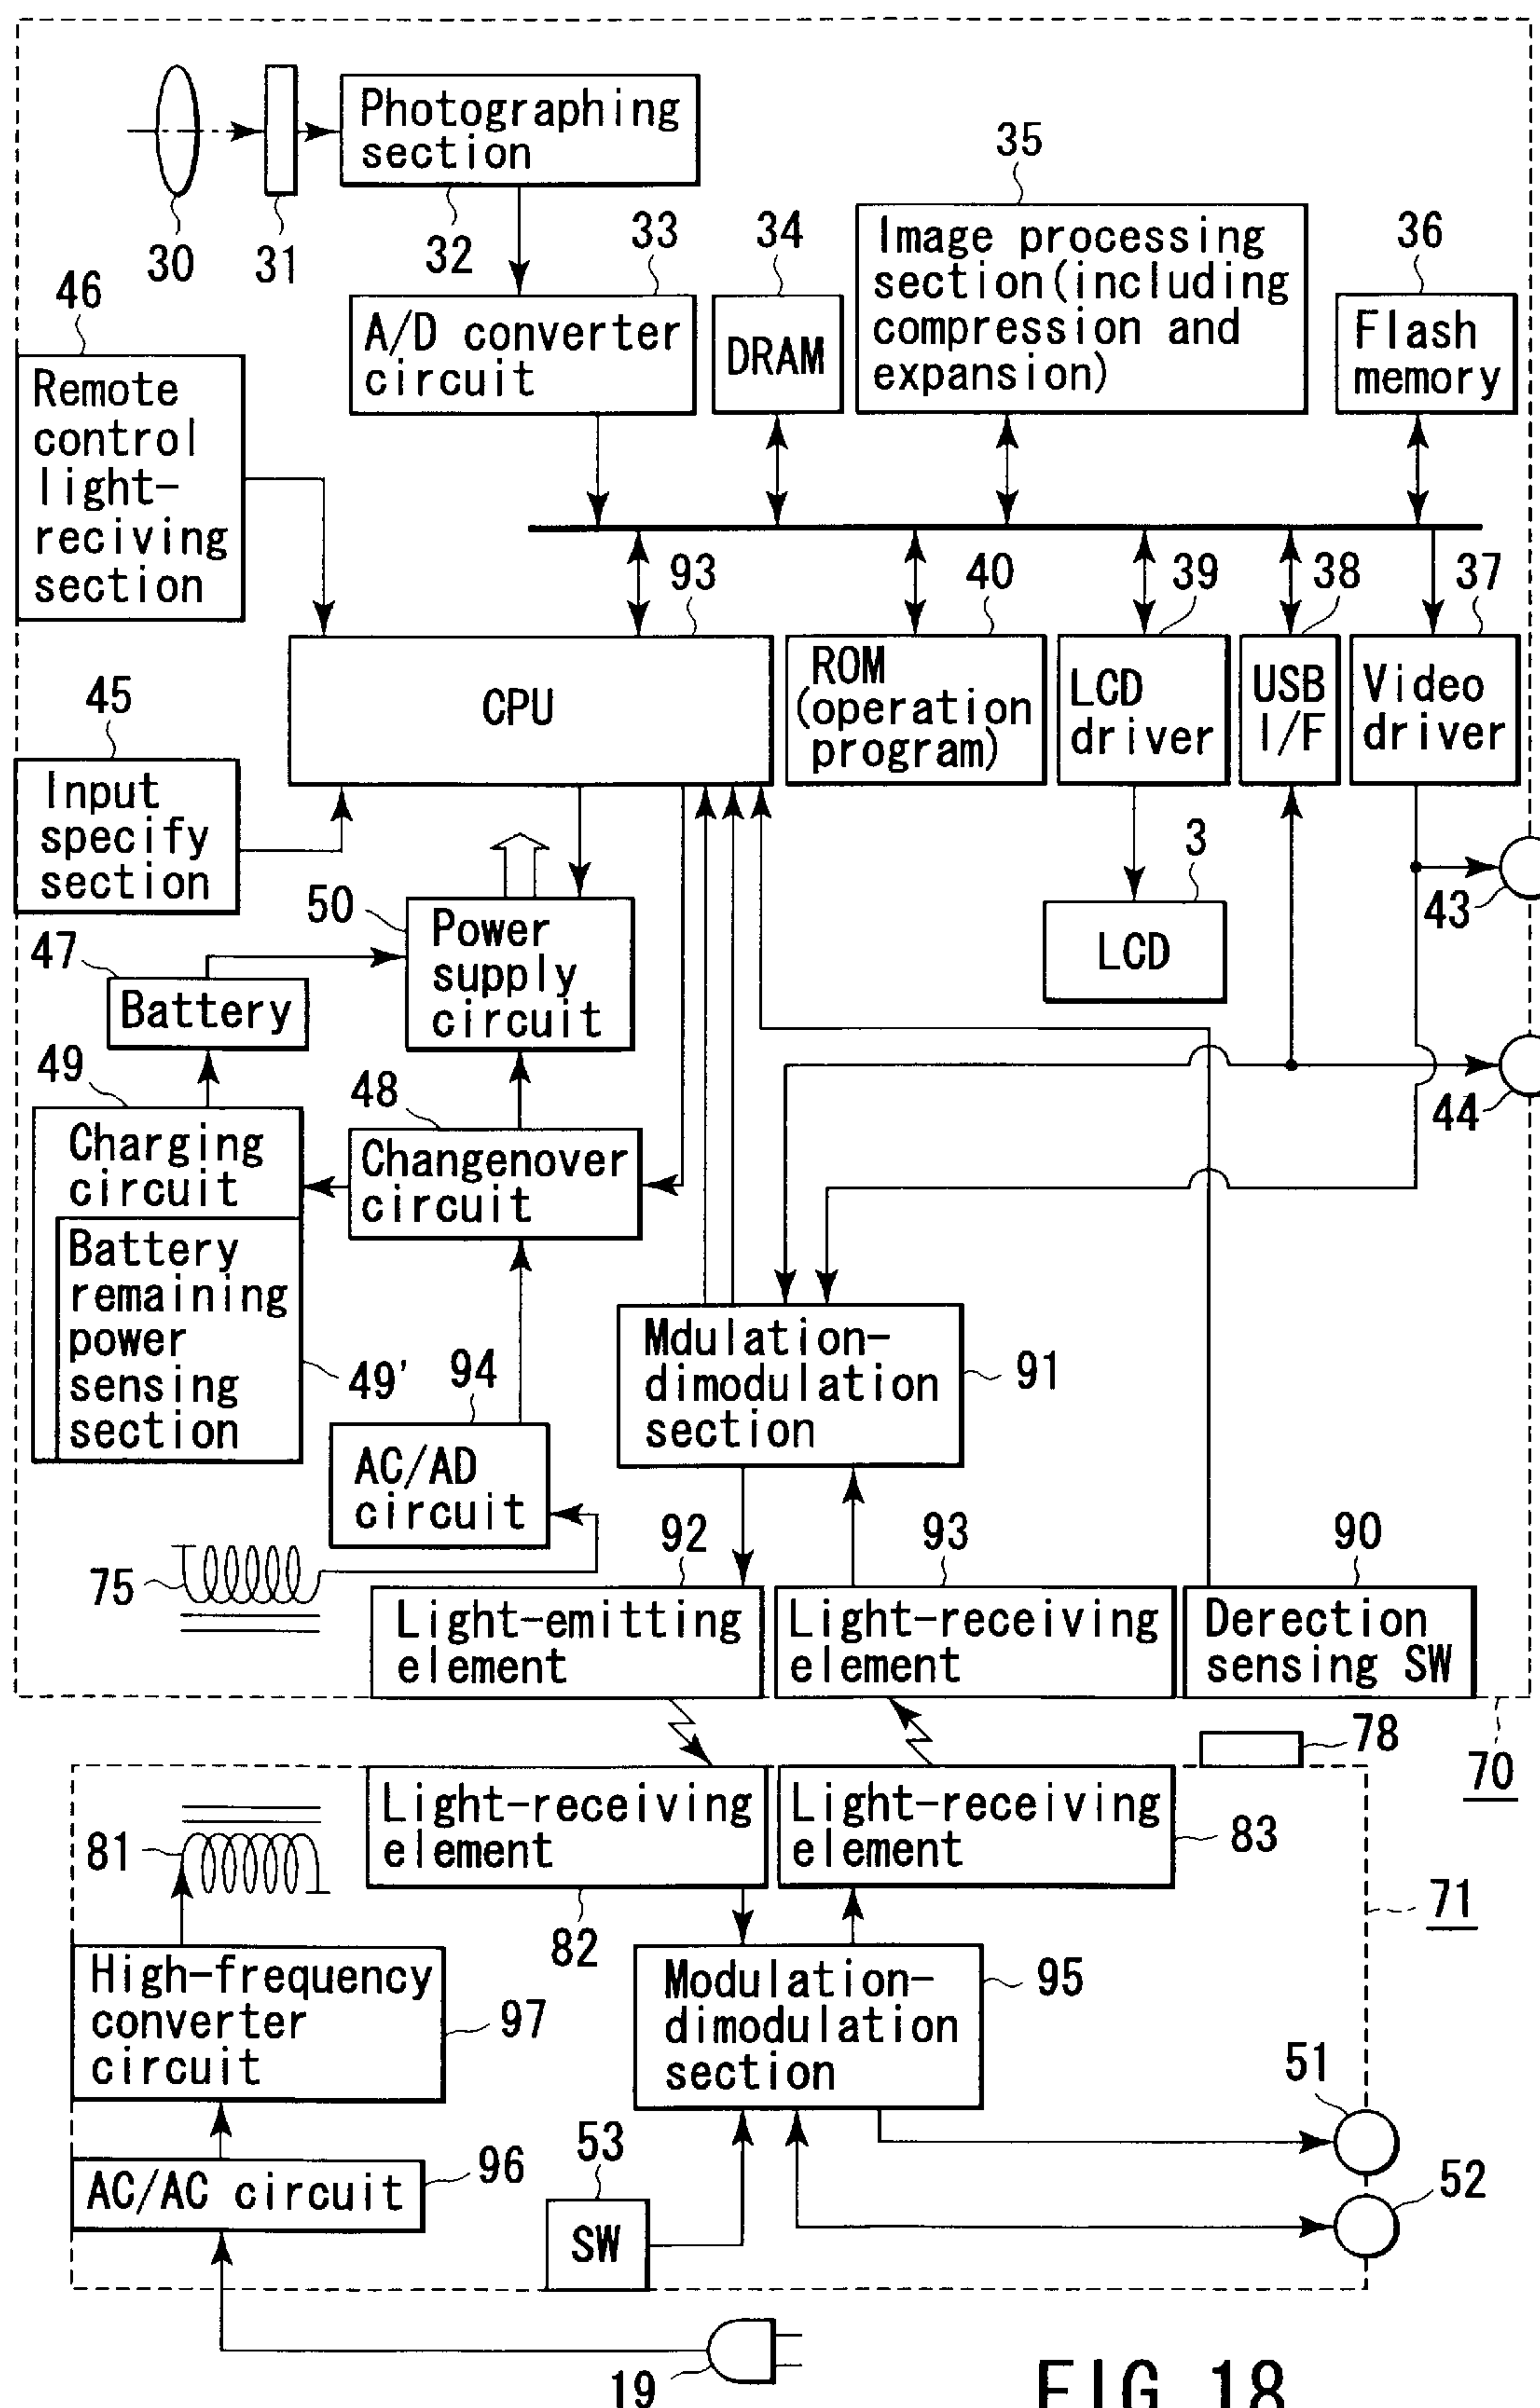 Photographing
section
35
30
31
32
33
34
36
46
A/D converter
circuit
DRAM
Image processing
section(including
compression and
expansion)
Flash
memory
Remote
control
light-
reciving
section
93
40
39
38
37
CPU
ROM
(operation
program)
LCD
driver
USB
I/F
Video
driver
45
Input
specify
section
50
Power
supply
circuit
3
LCD
43
47
Battery
44
49
48
Charging
circuit
Changenover
circuit
Battery
remaining
power
sensing
section
49'
94
AC/AD
circuit
Mdulation-
dimodulation
section
91
75
92
93
90
Light-emitting
element
Light-receiving
element
Derection
sensing SW
78
70
81
Light-receiving
element
Light-receiving
element
83
82
71
High-frequency
converter
circuit
97
Modulation-
dimodulation
section
95
51
53
AC/AC circuit
96
52
SW
19
FIG.18